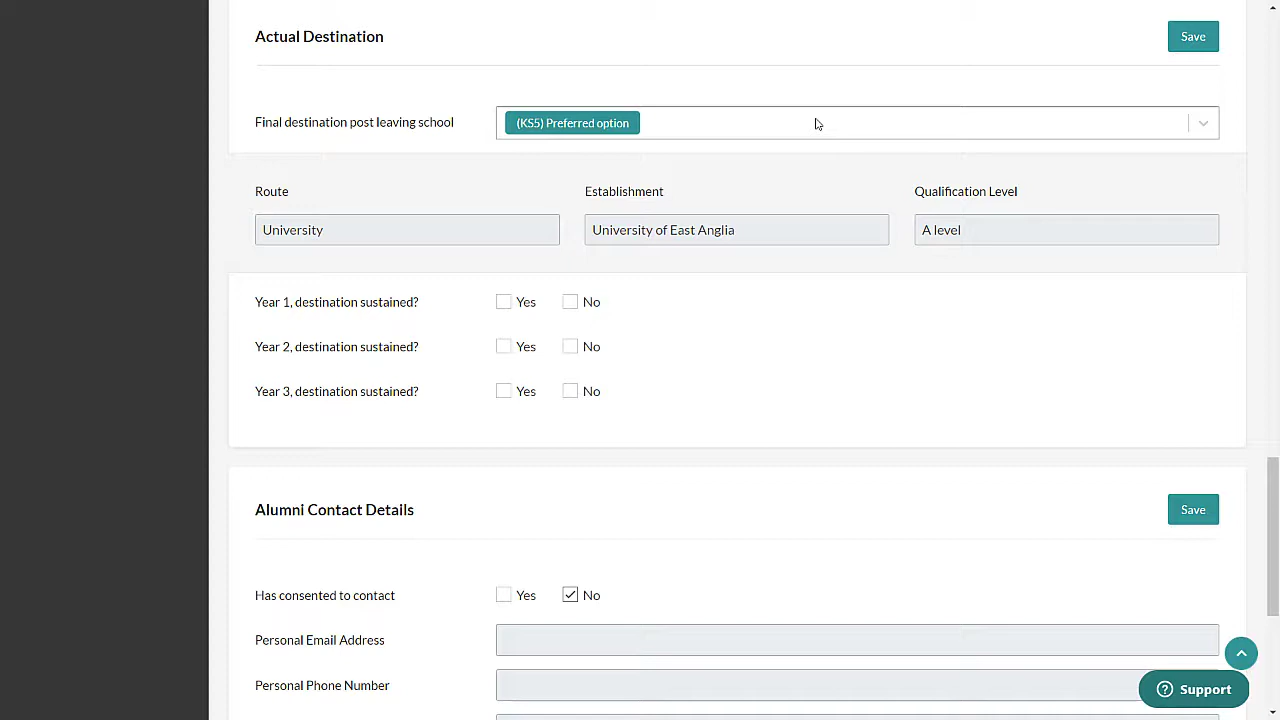 Actual Destination
Save
Final destination post leaving school
(KS5) Preferred option
Route
Establishment
Qualification Level
University
University of East Anglia
A level
Year 1, destination sustained?
Yes
No
Year 2, destination sustained?
Yes
No
Year 3, destination sustained?
Yes
No
Alumni Contact Details
Save
Has consented to contact
Yes
No
Personal Email Address
Personal Phone Number
Support